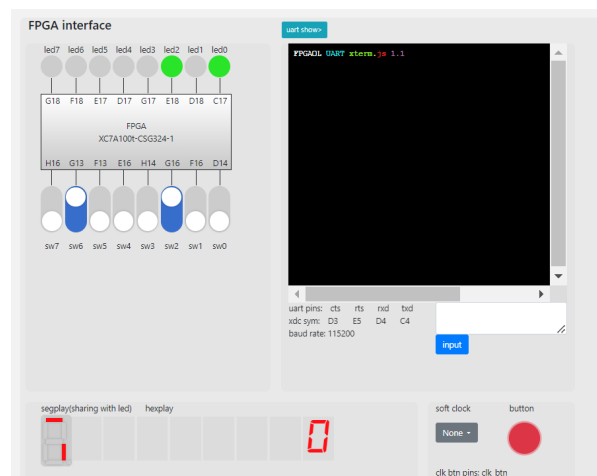 FPGA interface
led7 led6 led5 led4 led3 led2 led1 led0
G18 F18 E17 D17 G17 E18 D18 C17
FPGA
XC7A100t-CSG324-1
H16 G13 F13 E16 H14 G16 F16 D14
sw7 sw6 sw5 sw4 sw3 sw2 sw1 sw0
uart show>
FPGAOL UART xterm.js 1.1
uart pins: cts rts rxd txd
xdc sym: D3 E5 D4 C4
baud rate: 115200
input
segplay(sharing with led) hexplay
0
soft clock button
None
clk btn pins: clk btn